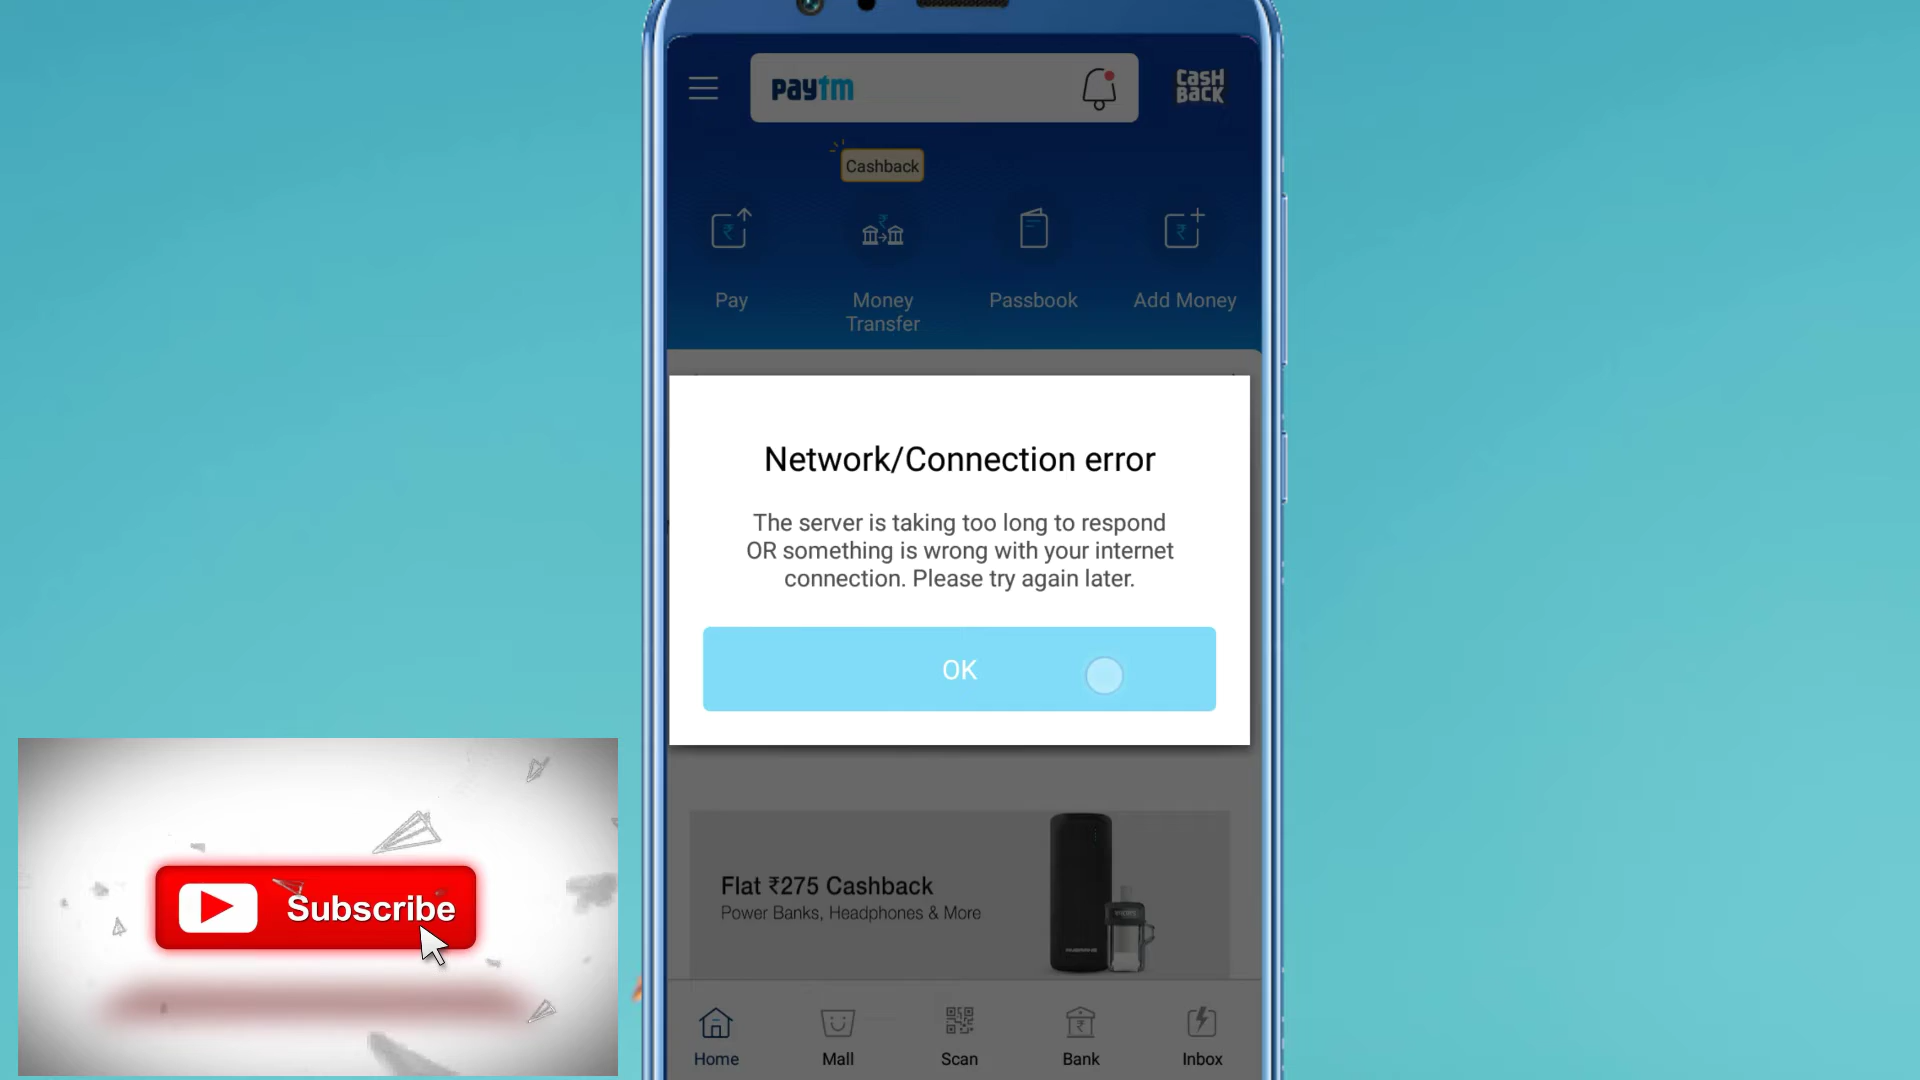 paytm
CASH
BACK
Cashback
Pay
Money
Transfer
Passbook
Add Money
Network/Connection error
The server is taking too long to respond
OR something is wrong with your internet
connection. Please try again later.
OK
Subscribe
Flat ₹275 Cashback
Power Banks, Headphones & More
Home
Mall
Scan
Bank
Inbox